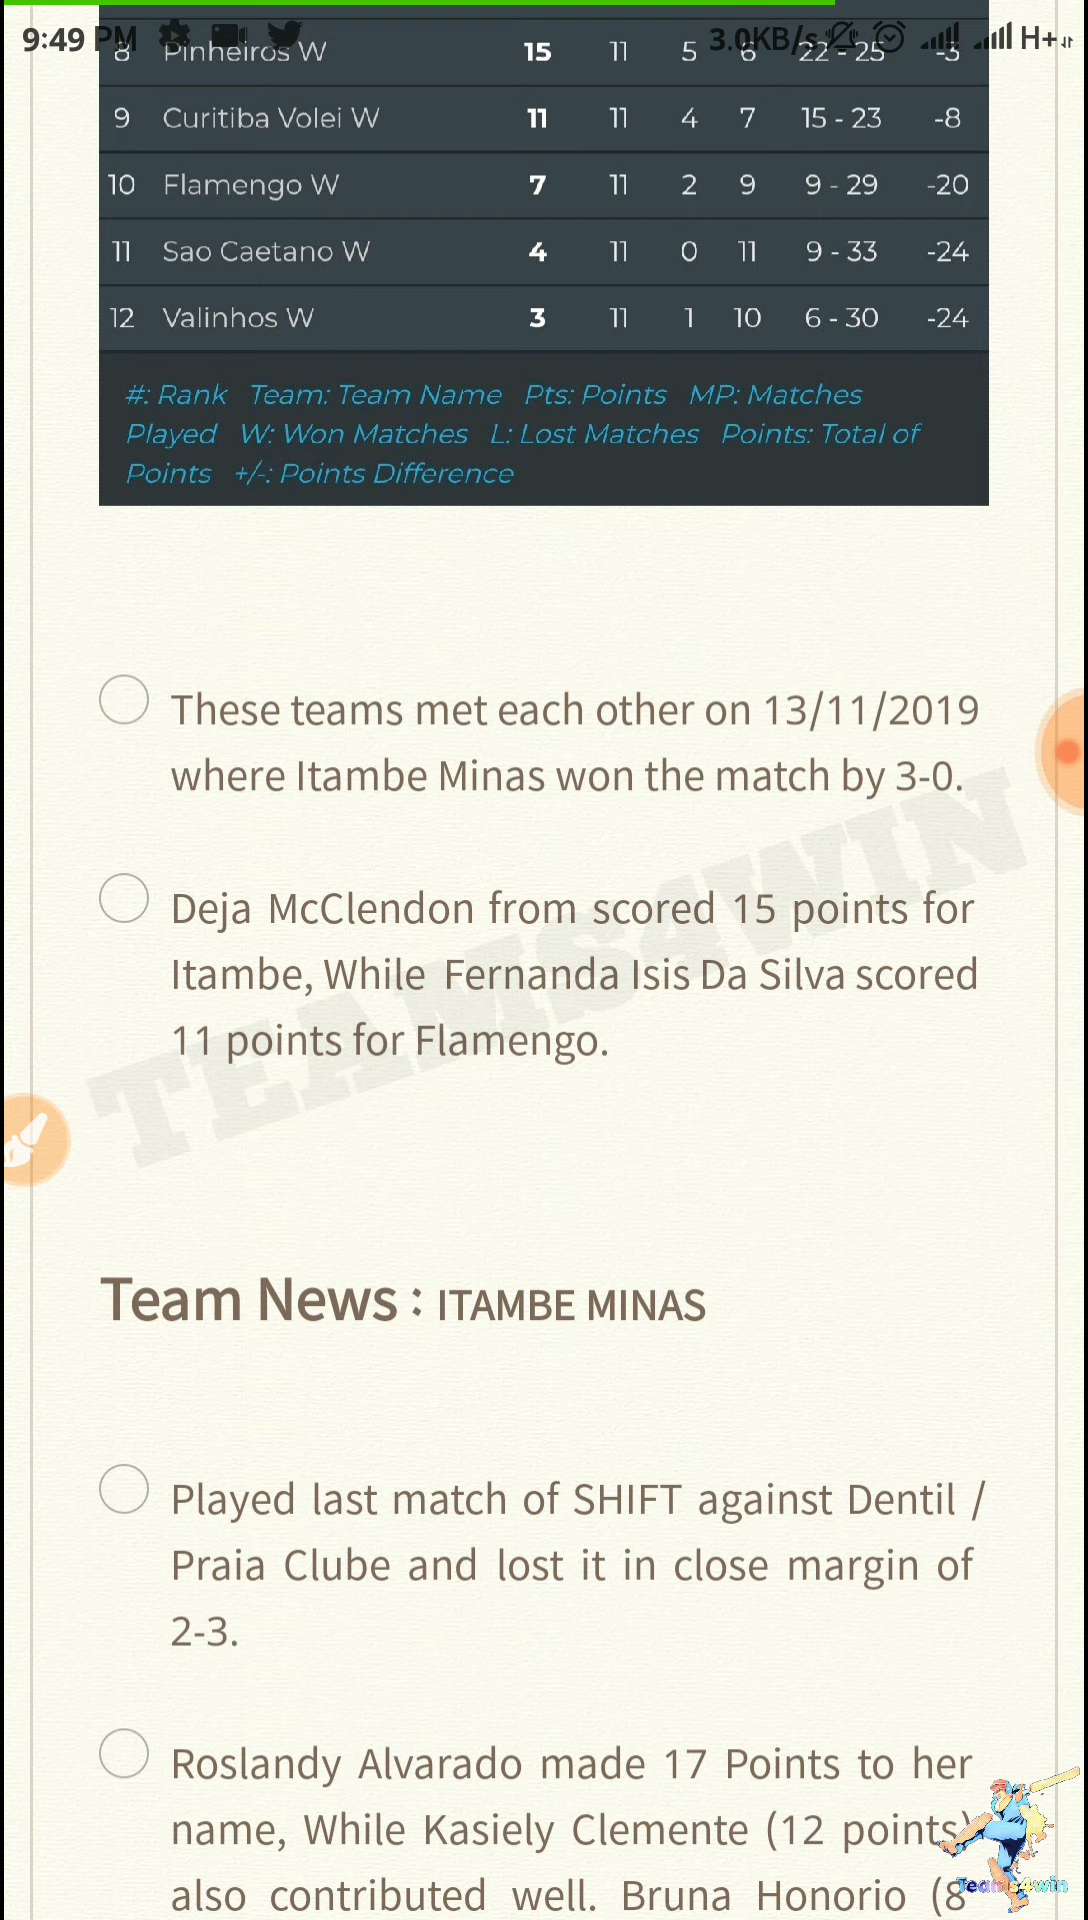 9:49 PM 3.0KB/s H+
8 Pinheiros W 15 11 5 6 22 - 25 -3
9 Curitiba Volei W 11 11 4 7 15 - 23 -8
10 Flamengo W 7 11 2 9 9 - 29 -20
11 Sao Caetano W 4 11 0 11 9 - 33 -24
12 Valinhos W 3 11 1 10 6 - 30 -24
#: Rank Team: Team Name Pts: Points MP: Matches
Played W: Won Matches L: Lost Matches Points: Total of
Points +/-: Points Difference
These teams met each other on 13/11/2019
where Itambe Minas won the match by 3-0.
Deja McClendon from scored 15 points for
Itambe, While Fernanda Isis Da Silva scored
11 points for Flamengo.
TEAMS4WIN
Team News : ITAMBE MINAS
Played last match of SHIFT against Dentil /
Praia Clube and lost it in close margin of
2-3.
Roslandy Alvarado made 17 Points to her
name, While Kasiely Clemente (12 points)
also contributed well. Bruna Honorio (8
Teams4win